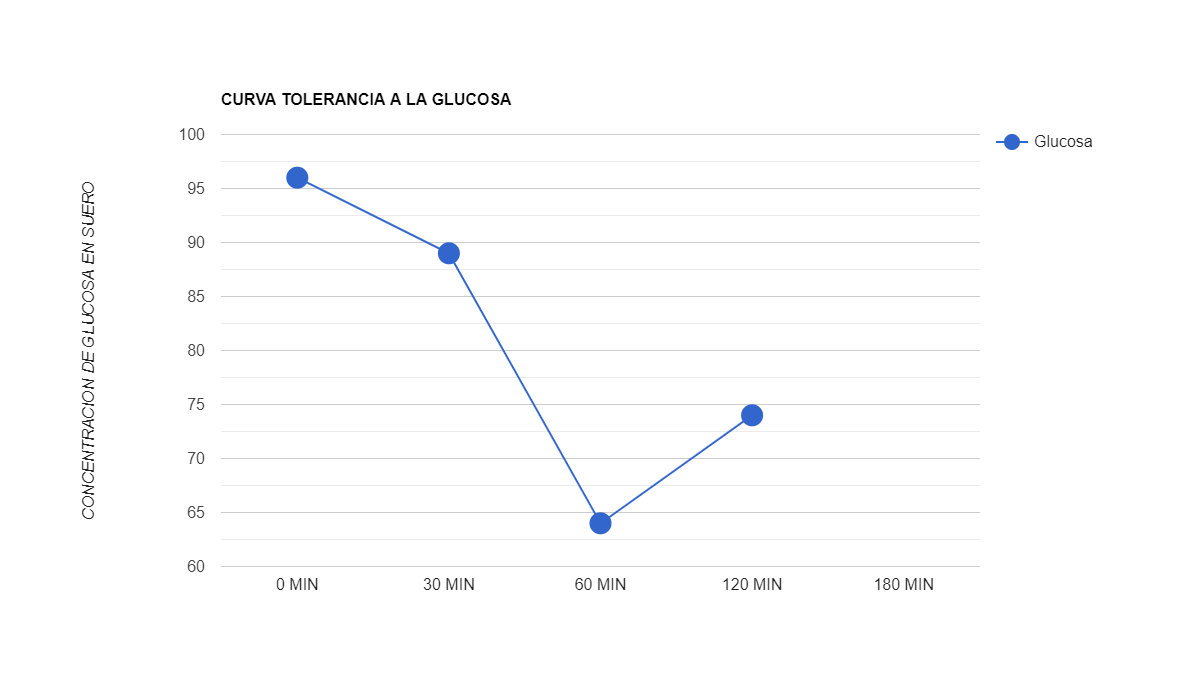 CURVA TOLERANCIA A LA GLUCOSA
Glucosa
CONCENTRACION DE GLUCOSA EN SUERO
100
95
90
85
80
75
70
65
60
0 MIN
30 MIN
60 MIN
120 MIN
180 MIN